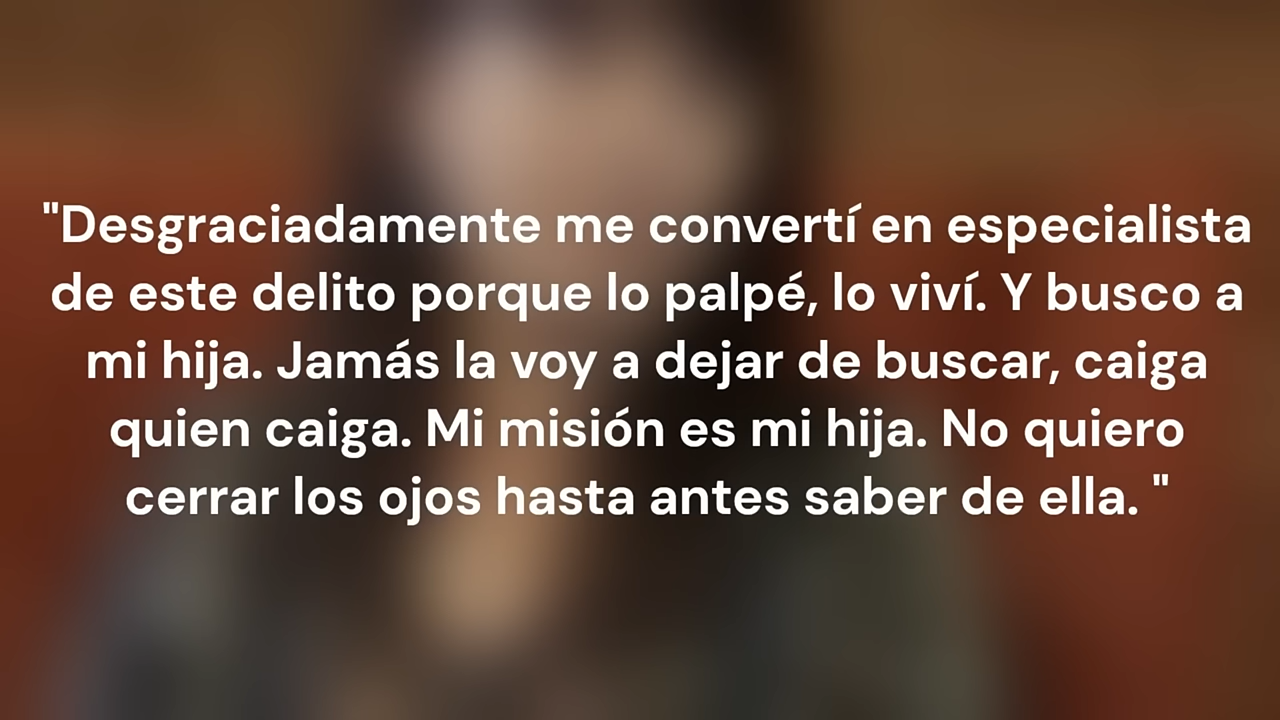 "Desgraciadamente me convertí en especialista
de este delito porque lo palpé, lo viví. Y busco a
mi hija. Jamás la voy a dejar de buscar, caiga
quien caiga. Mi misión es mi hija. No quiero
cerrar los ojos hasta antes saber de ella. "